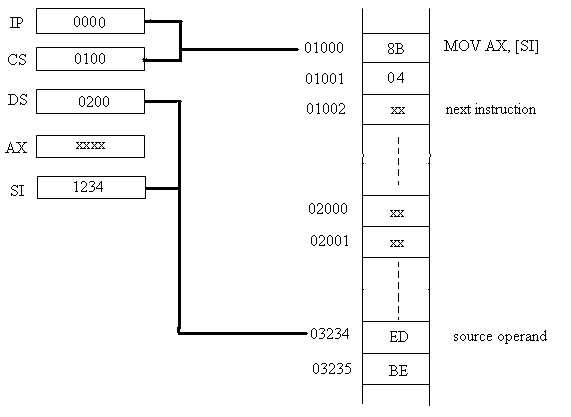 IP 0000
CS 0100
DS 0200
AX xxxx
SI 1234
01000 8B MOV AX, [SI]
01001 04
01002 xx next instruction
02000 xx
02001 xx
03234 ED source operand
03235 BE